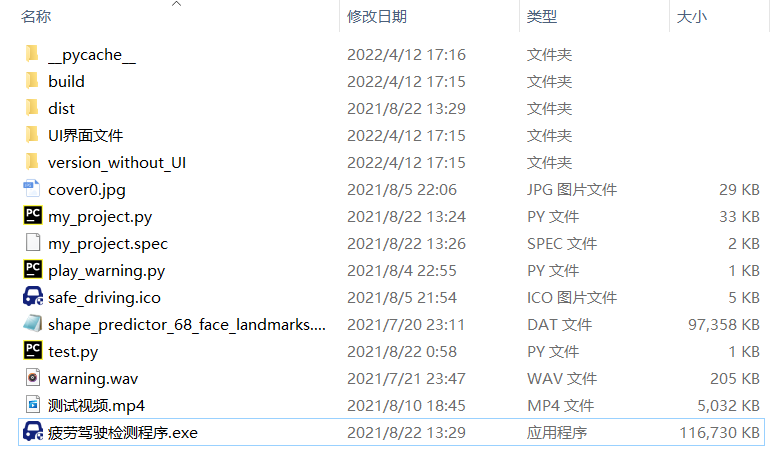 名称 修改日期 类型 大小
__pycache__ 2022/4/12 17:16 文件夹
build 2022/4/12 17:15 文件夹
dist 2021/8/22 13:29 文件夹
UI界面文件 2022/4/12 17:15 文件夹
version_without_UI 2022/4/12 17:15 文件夹
cover0.jpg 2021/8/5 22:06 JPG 图片文件 29 KB
my_project.py 2021/8/22 13:24 PY 文件 33 KB
my_project.spec 2021/8/22 13:26 SPEC 文件 2 KB
play_warning.py 2021/8/4 22:55 PY 文件 1 KB
safe_driving.ico 2021/8/5 21:54 ICO 图片文件 5 KB
shape_predictor_68_face_landmarks.... 2021/7/20 23:11 DAT 文件 97,358 KB
test.py 2021/8/22 0:58 PY 文件 1 KB
warning.wav 2021/7/21 23:47 WAV 文件 205 KB
测试视频.mp4 2021/8/10 18:45 MP4 文件 5,032 KB
疲劳驾驶检测程序.exe 2021/8/22 13:29 应用程序 116,730 KB